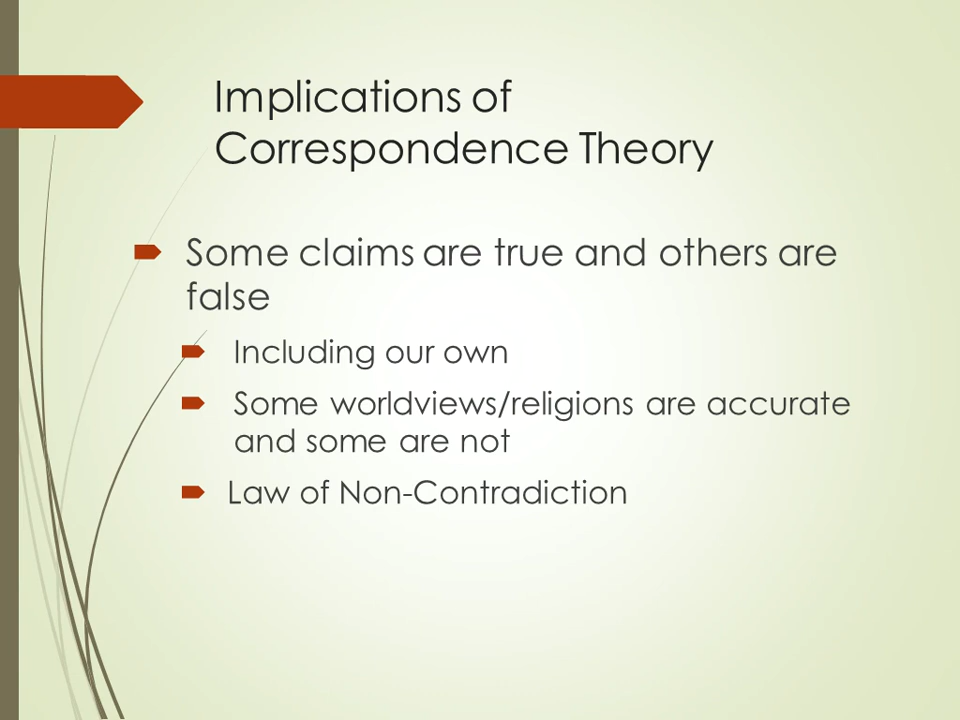 Implications of
Correspondence Theory
Some claims are true and others are
false
Including our own
Some worldviews/religions are accurate
and some are not
Law of Non-Contradiction